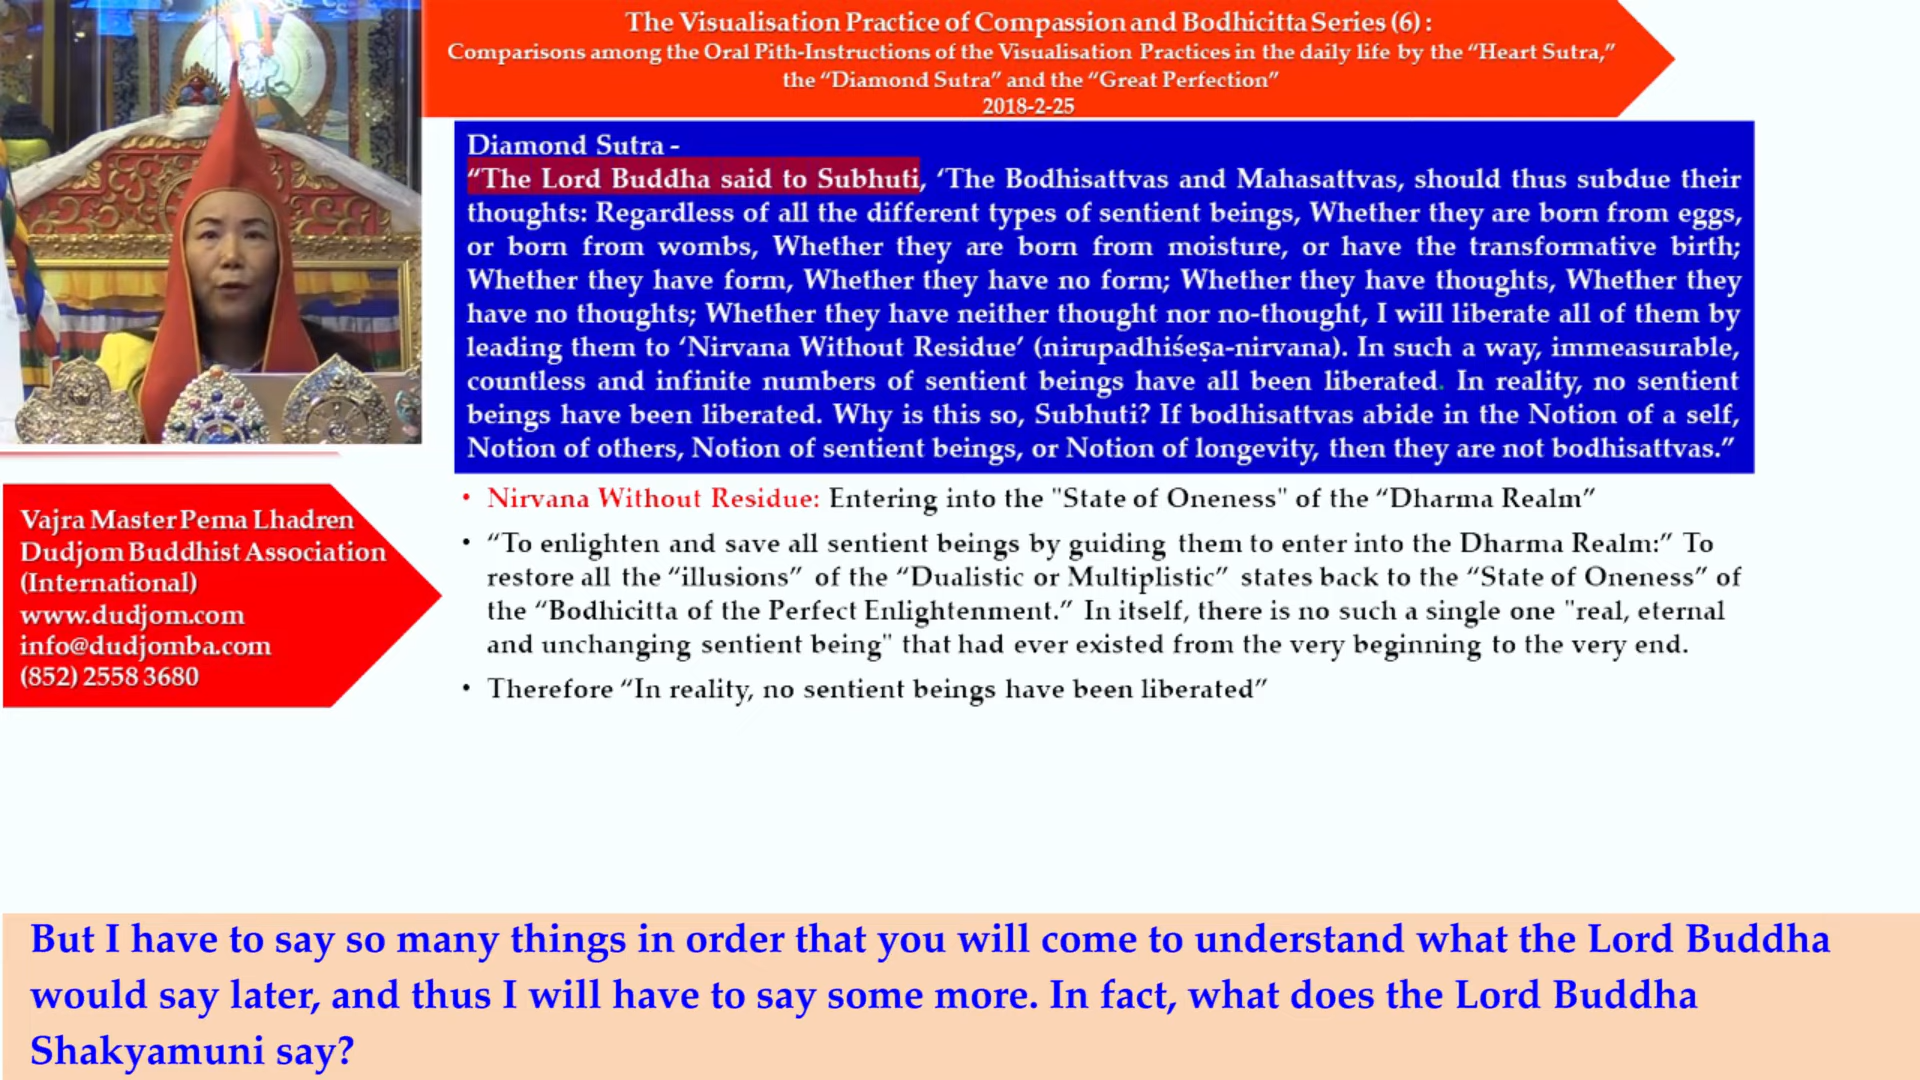 The Visualisation Practice of Compassion and Bodhicitta Series (6) :
Comparisons among the Oral Pith-Instructions of the Visualisation Practices in the daily life by the “Heart Sutra,”
the “Diamond Sutra” and the “Great Perfection”
2018-2-25
Diamond Sutra -
“The Lord Buddha said to Subhuti, ‘The Bodhisattvas and Mahasattvas, should thus subdue their
thoughts: Regardless of all the different types of sentient beings, Whether they are born from eggs,
or born from wombs, Whether they are born from moisture, or have the transformative birth;
Whether they have form, Whether they have no form; Whether they have thoughts, Whether they
have no thoughts; Whether they have neither thought nor no-thought, I will liberate all of them by
leading them to ‘Nirvana Without Residue’ (nirupadhiśeṣa-nirvana). In such a way, immeasurable,
countless and infinite numbers of sentient beings have all been liberated. In reality, no sentient
beings have been liberated. Why is this so, Subhuti? If bodhisattvas abide in the Notion of a self,
Notion of others, Notion of sentient beings, or Notion of longevity, then they are not bodhisattvas.”
• Nirvana Without Residue: Entering into the "State of Oneness" of the “Dharma Realm”
• “To enlighten and save all sentient beings by guiding them to enter into the Dharma Realm:” To
restore all the “illusions” of the “Dualistic or Multiplistic” states back to the “State of Oneness” of
the “Bodhicitta of the Perfect Enlightenment.” In itself, there is no such a single one "real, eternal
and unchanging sentient being" that had ever existed from the very beginning to the very end.
• Therefore “In reality, no sentient beings have been liberated”
Vajra Master Pema Lhadren
Dudjom Buddhist Association
(International)
www.dudjom.com
info@dudjomba.com
(852) 2558 3680
But I have to say so many things in order that you will come to understand what the Lord Buddha
would say later, and thus I will have to say some more. In fact, what does the Lord Buddha
Shakyamuni say?